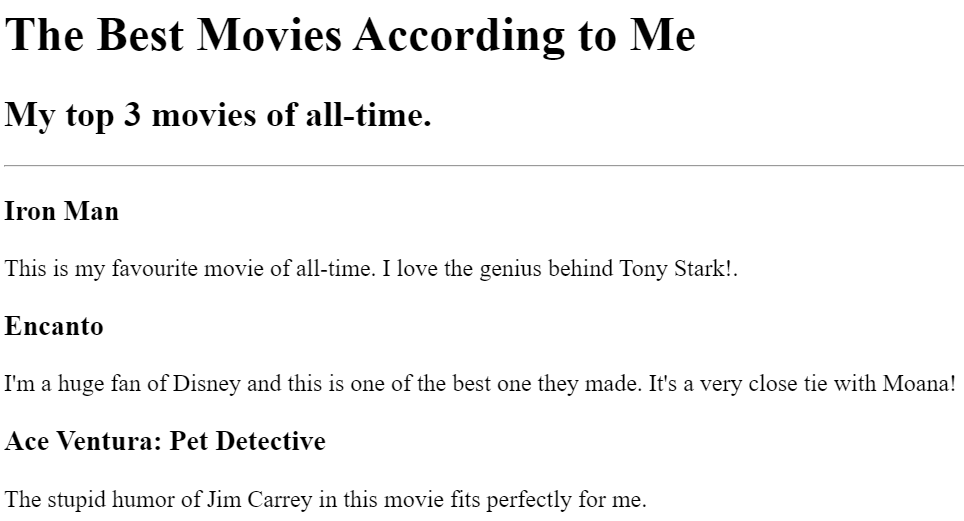 The Best Movies According to Me
My top 3 movies of all-time.
Iron Man
This is my favourite movie of all-time. I love the genius behind Tony Stark!.
Encanto
I'm a huge fan of Disney and this is one of the best one they made. It's a very close tie with Moana!
Ace Ventura: Pet Detective
The stupid humor of Jim Carrey in this movie fits perfectly for me.